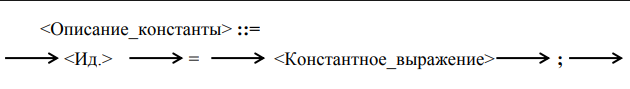 <Описание_константы> ::=
<Ид.> = <Константное_выражение> ;